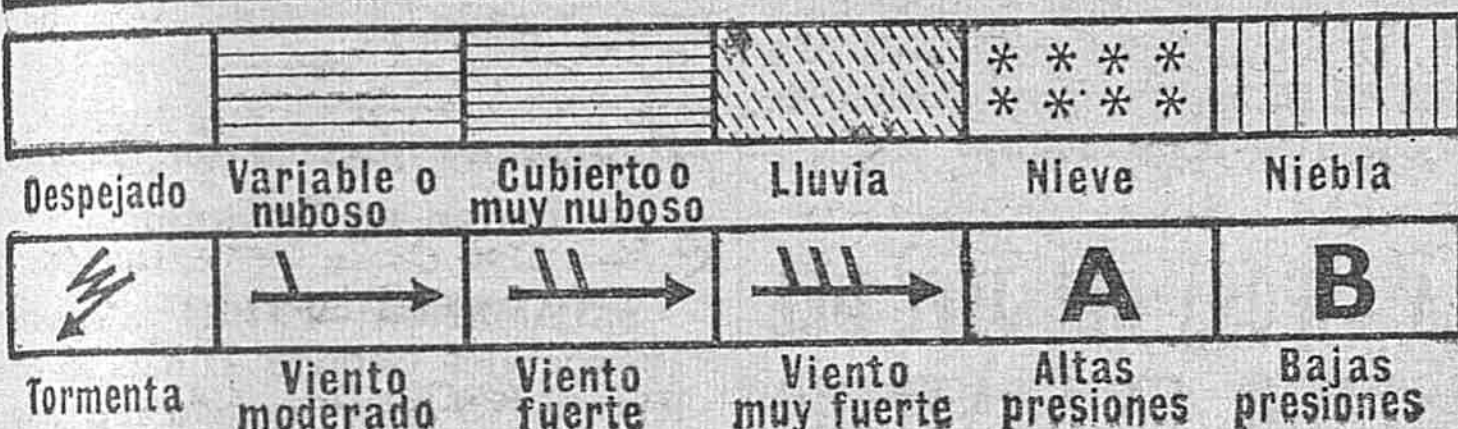 Despejado
Variable o
nuboso
Cubierto o
muy nuboso
Lluvia
Nieve
Niebla
A
B
Tormenta
Viento
moderado
Viento
fuerte
Viento
muy fuerte
Altas
presiones
Bajas
presiones